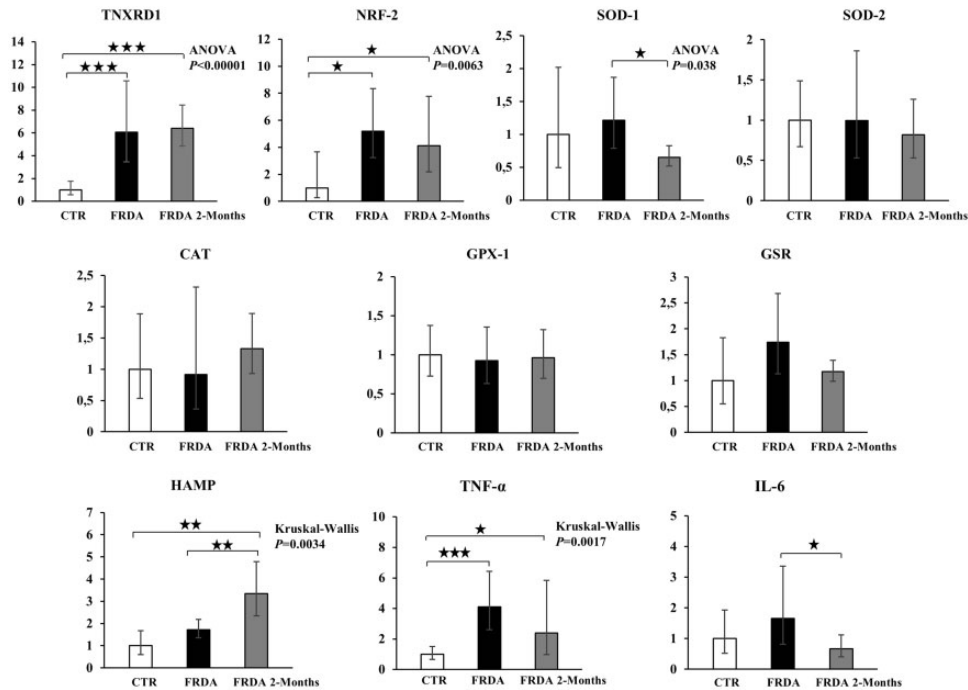 TNXRD1
14
12
10
8
6
4
2
0
★★★
★★★
ANOVA
P<0.00001
CTR FRDA FRDA 2-Months
NRF-2
12
10
8
6
4
2
0
★
★
ANOVA
P=0.0063
CTR FRDA FRDA 2-Months
SOD-1
2,5
2
1,5
1
0,5
0
★
ANOVA
P=0.038
CTR FRDA FRDA 2-Months
SOD-2
2
1,5
1
0,5
0
CTR FRDA FRDA 2-Months
CAT
2,5
2
1,5
1
0,5
0
CTR FRDA FRDA 2-Months
GPX-1
2
1,5
1
0,5
0
CTR FRDA FRDA 2-Months
GSR
3
2,5
2
1,5
1
0,5
0
CTR FRDA FRDA 2-Months
HAMP
7
6
5
4
3
2
1
0
★★
★★
Kruskal-Wallis
P=0.0034
CTR FRDA FRDA 2-Months
TNF-α
10
8
6
4
2
0
★
★★★
Kruskal-Wallis
P=0.0017
CTR FRDA FRDA 2-Months
IL-6
5
4
3
2
1
0
★
CTR FRDA FRDA 2-Months